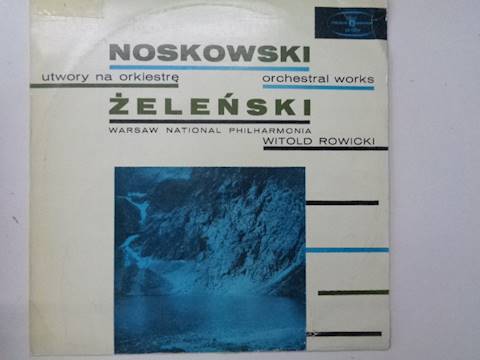 NOSKOWSKI
utwory na orkiestrę
orchestral works
ŻELEŃSKI
WARSAW NATIONAL PHILHARMONIA
WITOLD ROWICKI